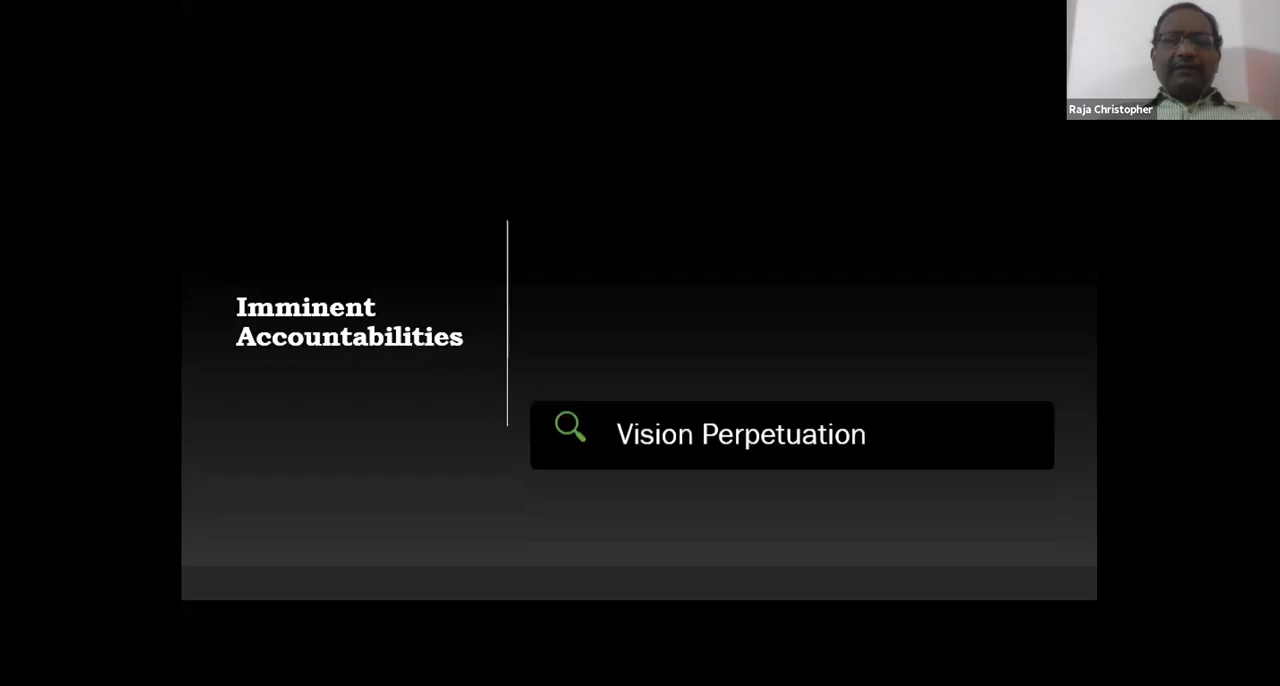 Raja Christopher
Imminent
Accountabilities
Vision Perpetuation